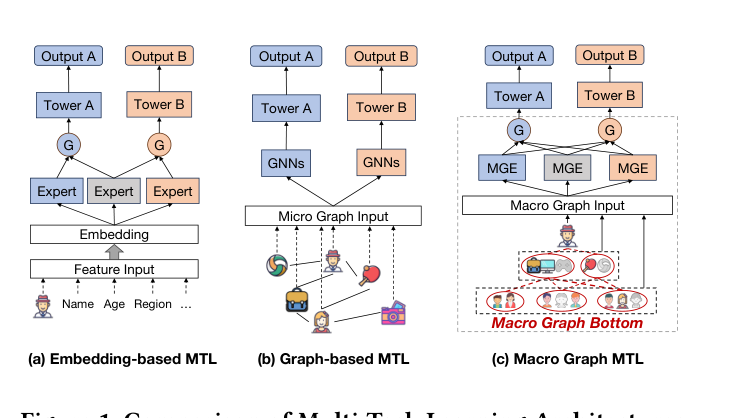 Output A
Output B
Tower A
Tower B
G
G
Expert
Expert
Expert
Embedding
Feature Input
Name
Age
Region
...
(a) Embedding-based MTL
Output A
Output B
Tower A
Tower B
GNNs
GNNs
Micro Graph Input
(b) Graph-based MTL
Output A
Output B
Tower A
Tower B
G
G
MGE
MGE
MGE
Macro Graph Input
Macro Graph Bottom
(c) Macro Graph MTL